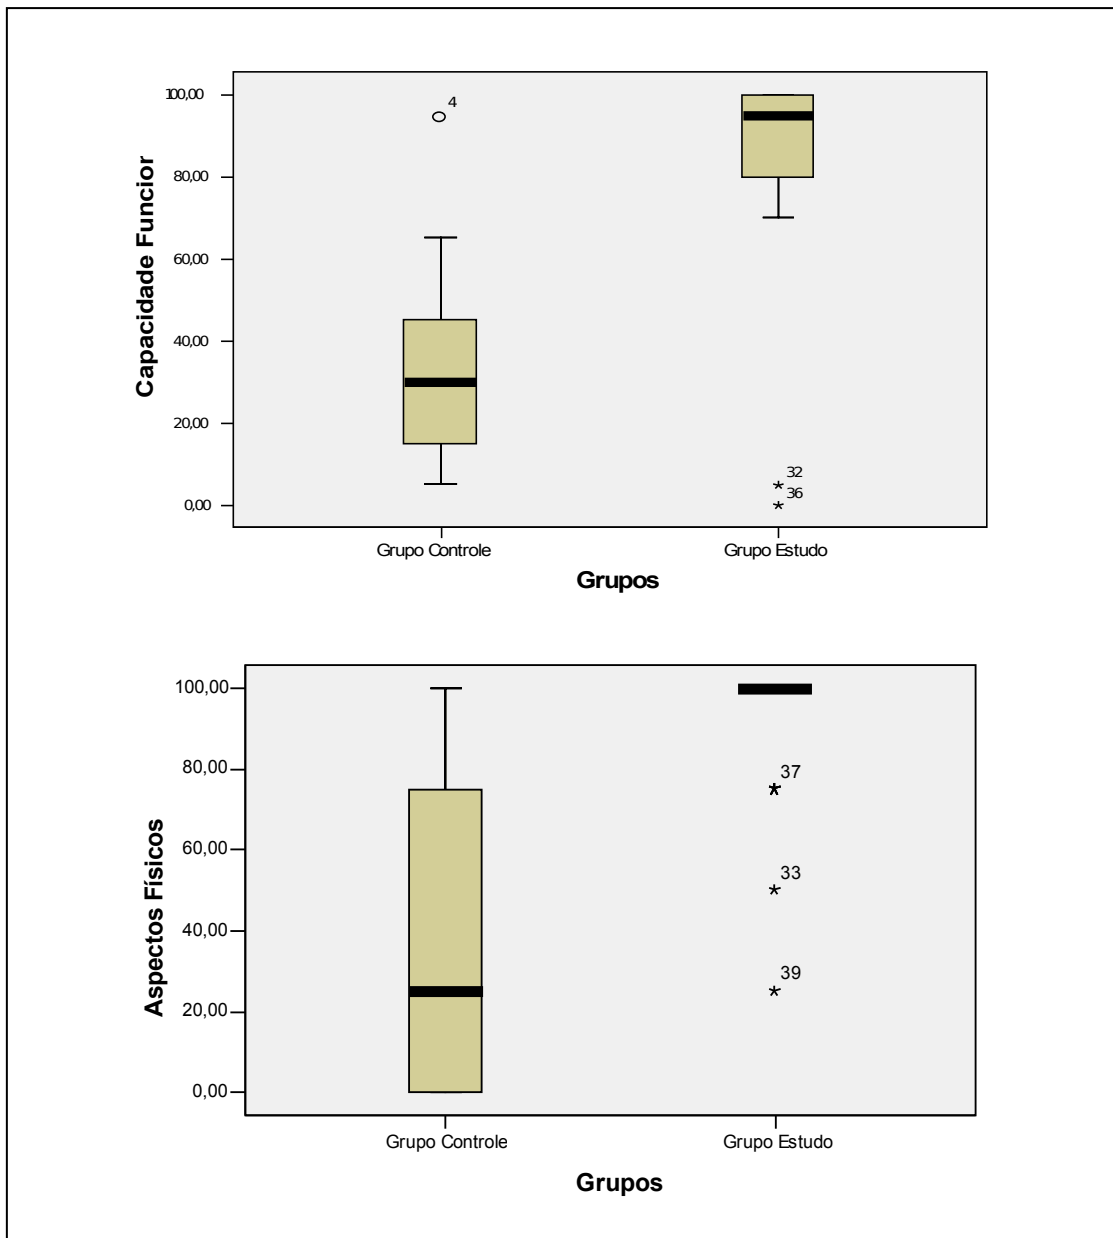 Capacidade Funcior
100,00
4
80,00
60,00
40,00
20,00
32
36
0,00
Grupo Controle
Grupo Estudo
Grupos
Aspectos Físicos
100,00
80,00
37
60,00
33
40,00
39
20,00
0,00
Grupo Controle
Grupo Estudo
Grupos